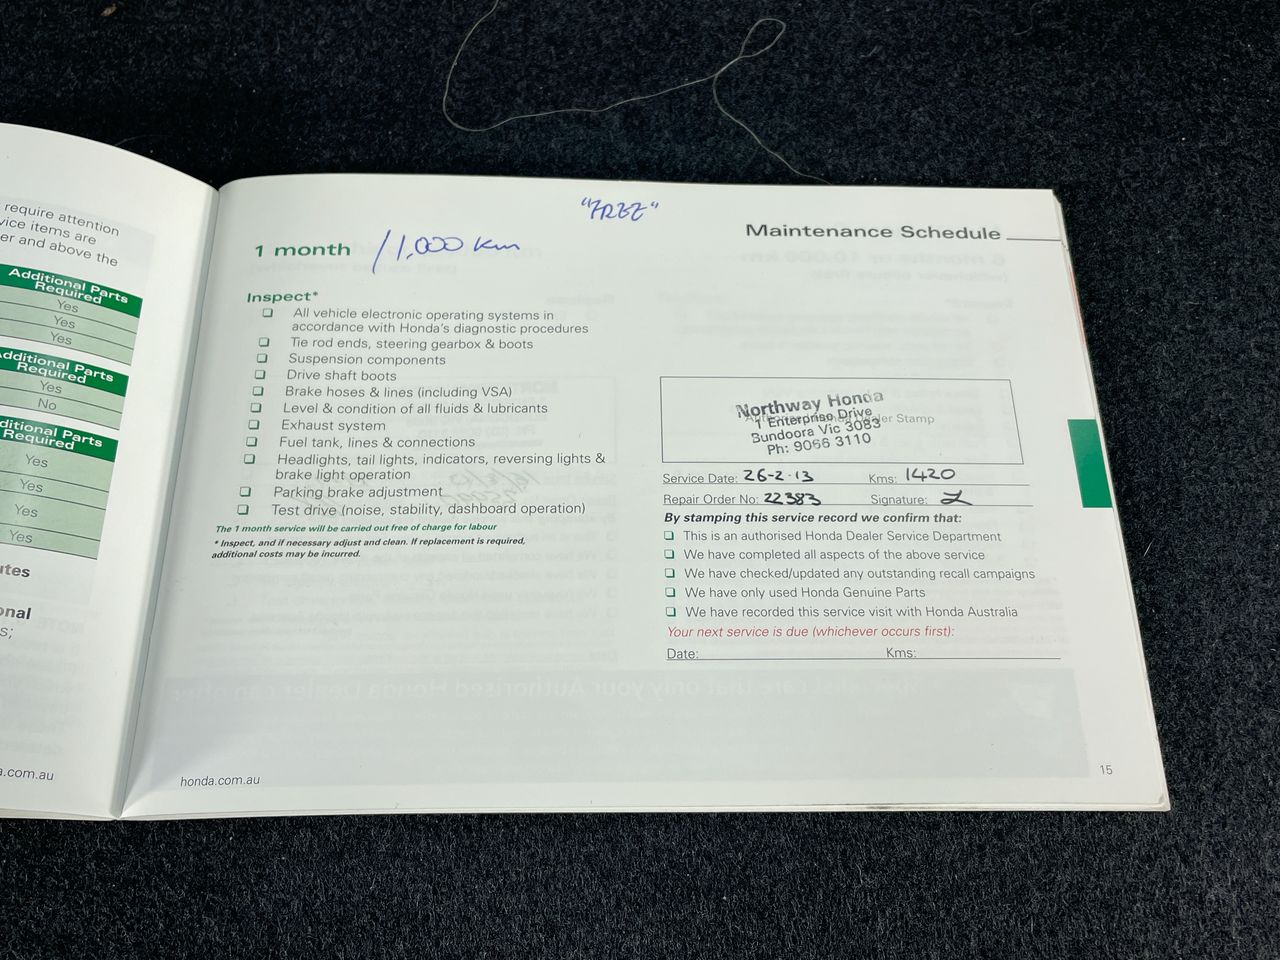 require attention
vice items are
er and above the
Additional Parts
Required
Yes
Yes
Yes
Additional Parts
Required
Yes
No
ditional Parts
Required
Yes
Yes
Yes
Yes
utes
onal
s;
a.com.au
"FREE"
Maintenance Schedule
1 month /1,000 km
Inspect*
❏ All vehicle electronic operating systems in
accordance with Honda's diagnostic procedures
❏ Tie rod ends, steering gearbox & boots
❏ Suspension components
❏ Drive shaft boots
❏ Brake hoses & lines (including VSA)
❏ Level & condition of all fluids & lubricants
❏ Exhaust system
❏ Fuel tank, lines & connections
❏ Headlights, tail lights, indicators, reversing lights &
brake light operation
❏ Parking brake adjustment
❏ Test drive (noise, stability, dashboard operation)
The 1 month service will be carried out free of charge for labour
* Inspect, and if necessary adjust and clean. If replacement is required,
additional costs may be incurred.
Northway Honda
1 Enterprise Drive
Bundoora Vic 3083
Ph: 9066 3110
Dealer Stamp
Service Date: 26-2-13 Kms: 1420
Repair Order No: 22383 Signature:
By stamping this service record we confirm that:
❏ This is an authorised Honda Dealer Service Department
❏ We have completed all aspects of the above service
❏ We have checked/updated any outstanding recall campaigns
❏ We have only used Honda Genuine Parts
❏ We have recorded this service visit with Honda Australia
Your next service is due (whichever occurs first):
Date: Kms:
honda.com.au
15